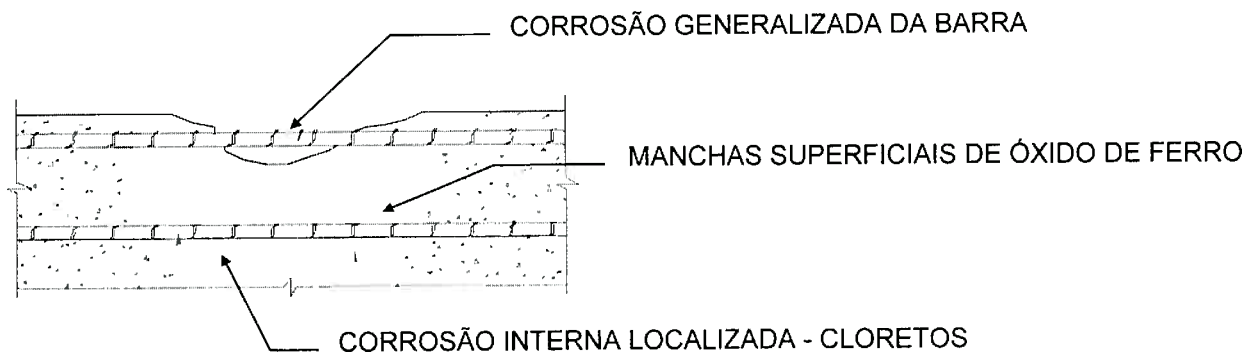 CORROSÃO GENERALIZADA DA BARRA
MANCHAS SUPERFICIAIS DE ÓXIDO DE FERRO
CORROSÃO INTERNA LOCALIZADA - CLORETOS